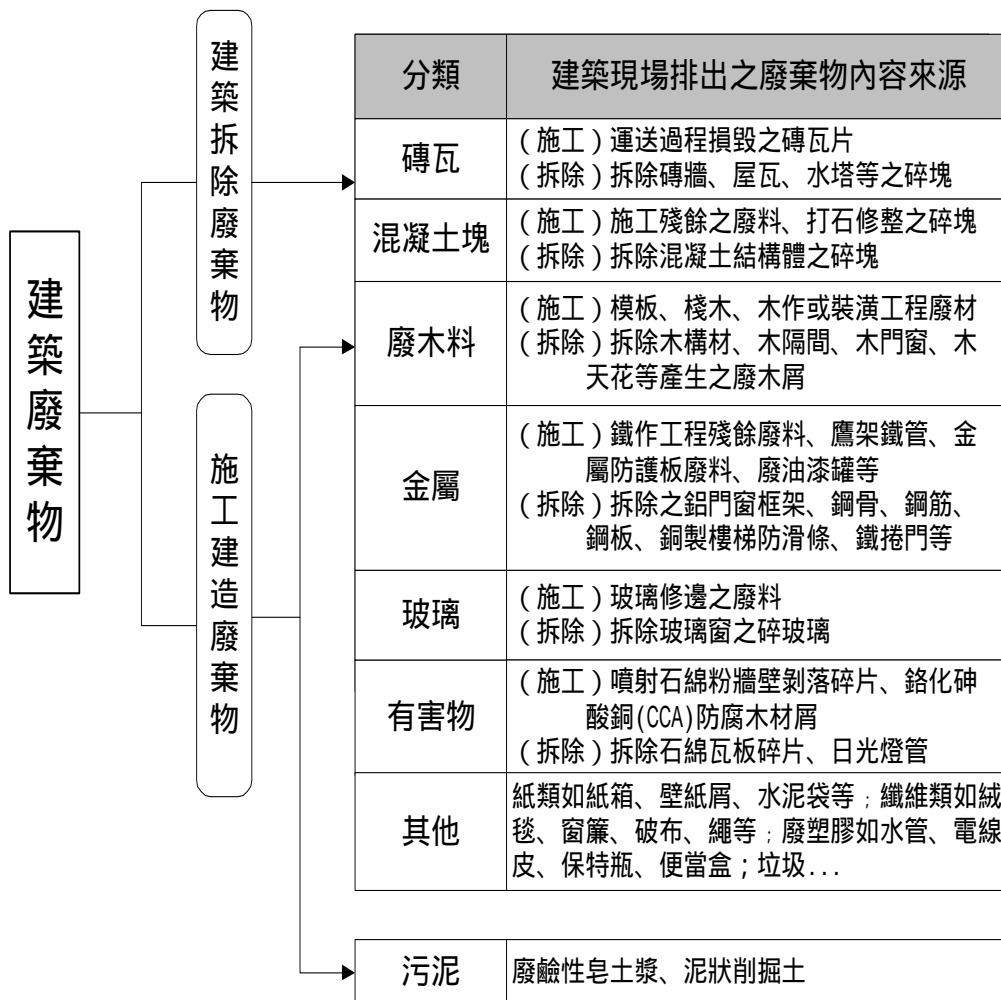 建築廢棄物
建築拆除廢棄物
施工建造廢棄物
分類
建築現場排出之廢棄物內容來源
磚瓦
（施工）運送過程損毀之磚瓦片
（拆除）拆除磚牆、屋瓦、水塔等之碎塊
混凝土塊
（施工）施工殘餘之廢料、打石修整之碎塊
（拆除）拆除混凝土結構體之碎塊
廢木料
（施工）模板、棧木、木作或裝潢工程廢材
（拆除）拆除木構材、木隔間、木門窗、木
天花等產生之廢木屑
金屬
（施工）鐵作工程殘餘廢料、鷹架鐵管、金
屬防護板廢料、廢油漆罐等
（拆除）拆除之鋁門窗框架、鋼骨、鋼筋、
鋼板、銅製樓梯防滑條、鐵捲門等
玻璃
（施工）玻璃修邊之廢料
（拆除）拆除玻璃窗之碎玻璃
有害物
（施工）噴射石綿粉牆壁剝落碎片、鉻化砷
酸銅(CCA)防腐木材屑
（拆除）拆除石綿瓦板碎片、日光燈管
其他
紙類如紙箱、壁紙屑、水泥袋等；纖維類如絨
毯、窗簾、破布、繩等；廢塑膠如水管、電線
皮、保特瓶、便當盒；垃圾...
污泥
廢鹼性皂土漿、泥狀削掘土